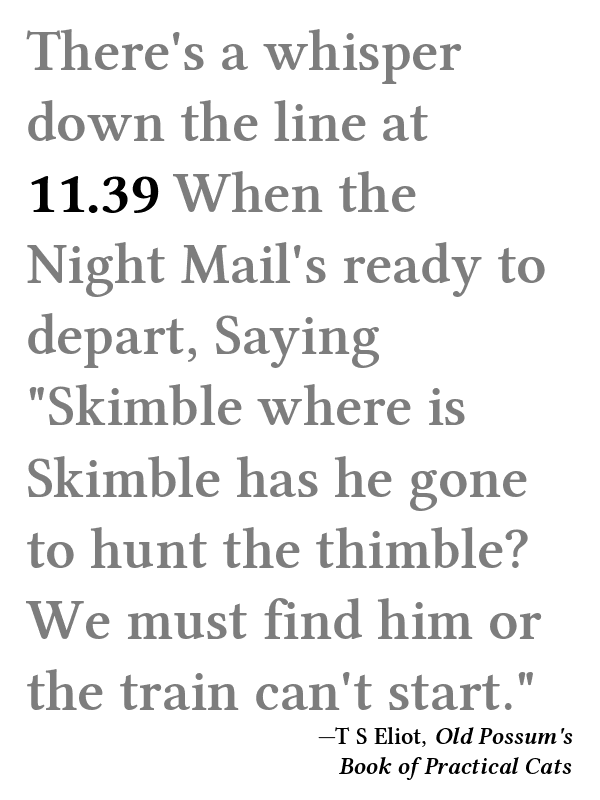 There's a whisper
down the line at
11.39 When the
Night Mail's ready to
depart, Saying
"Skimble where is
Skimble has he gone
to hunt the thimble?
We must find him or
the train can't start."
—T S Eliot, Old Possum's
Book of Practical Cats